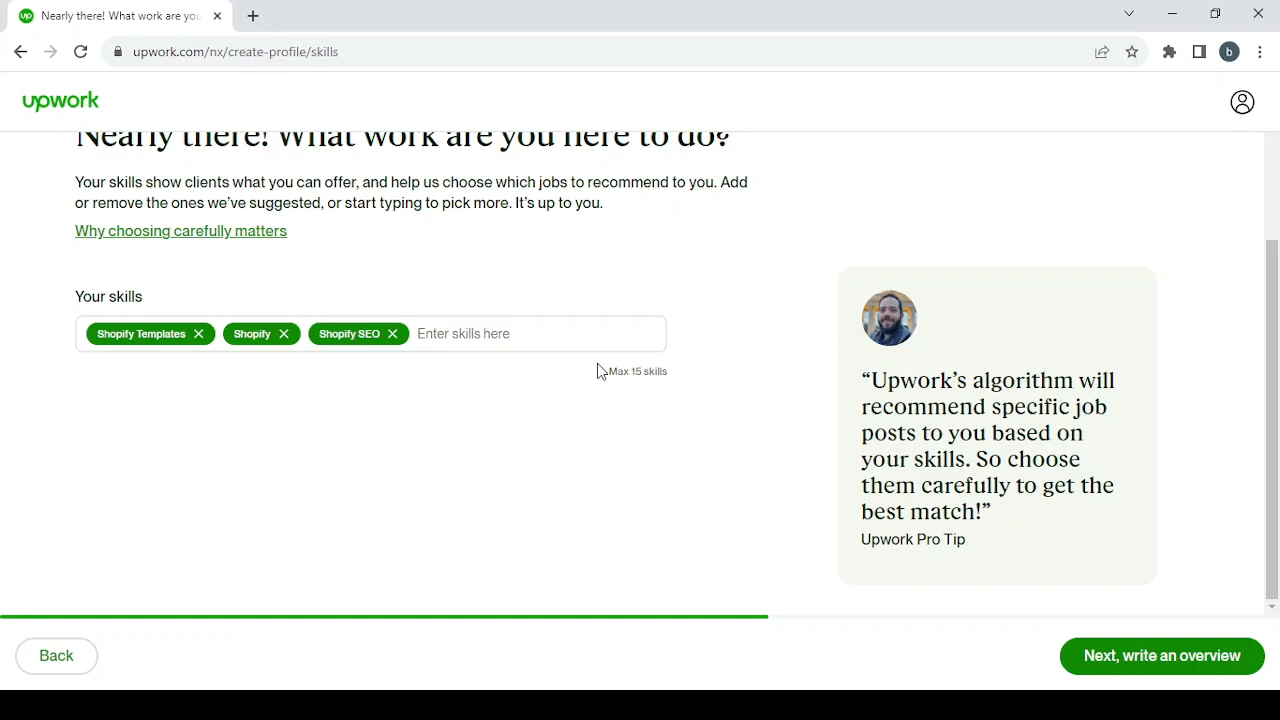 up Nearly there! What work are you
upwork.com/nx/create-profile/skills
b
upwork
Nearly there! What work are you here to do?
Your skills show clients what you can offer, and help us choose which jobs to recommend to you. Add
or remove the ones we've suggested, or start typing to pick more. It's up to you.
Why choosing carefully matters
Your skills
Shopify Templates Shopify Shopify SEO Enter skills here
Max 15 skills
“Upwork’s algorithm will
recommend specific job
posts to you based on
your skills. So choose
them carefully to get the
best match!”
Upwork Pro Tip
Back
Next, write an overview